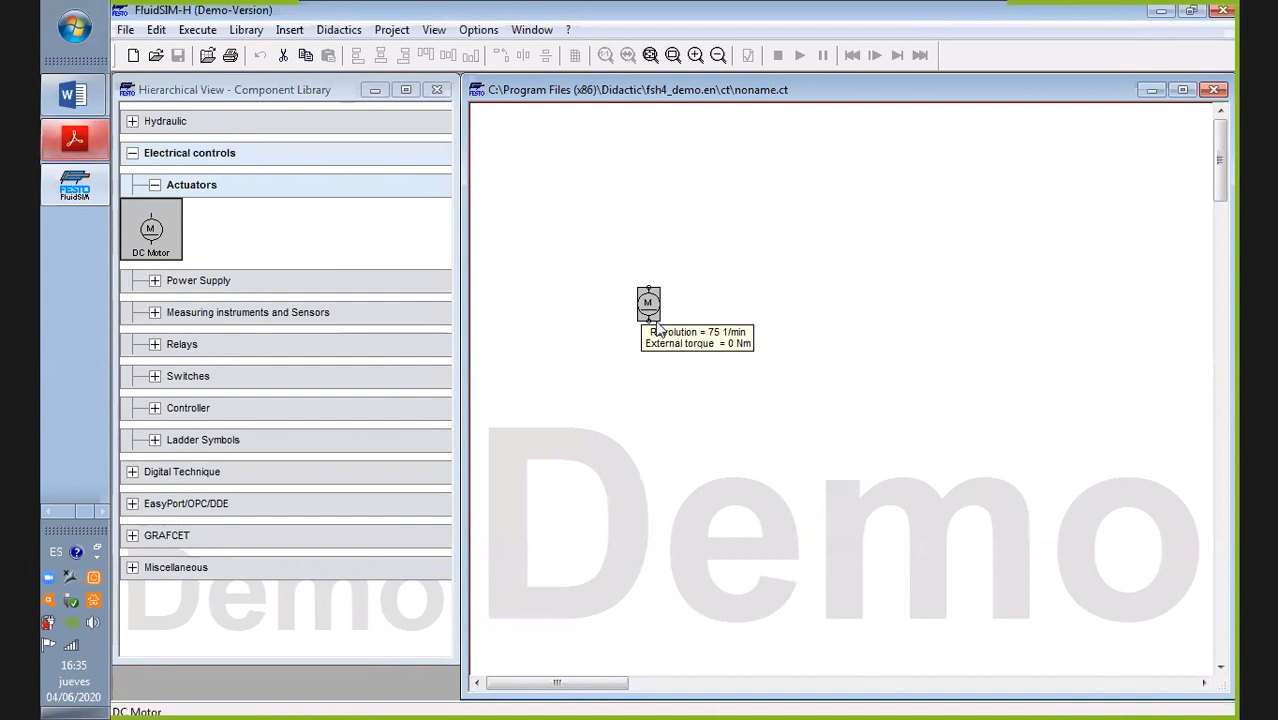 FluidSIM-H (Demo-Version)
File Edit Execute Library Insert Didactics Project View Options Window ?
Hierarchical View - Component Library
C:\Program Files (x86)\Didactic\fsh4_demo.en\ct\noname.ct
Hydraulic
Electrical controls
Actuators
M
DC Motor
Power Supply
Measuring instruments and Sensors
Relays
Switches
Controller
Ladder Symbols
Digital Technique
EasyPort/OPC/DDE
GRAFCET
Miscellaneous
Demo
M
Revolution = 75 1/min
External torque = 0 Nm
Demo
FESTO
FluidSIM
ES
16:35
jueves
04/06/2020
DC Motor